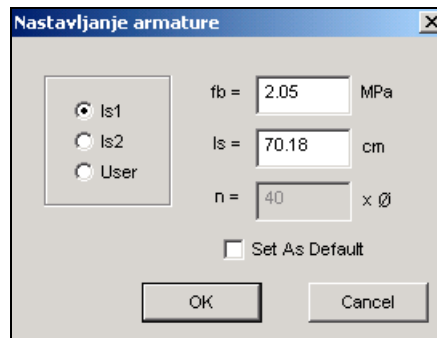 Nastavljanje armature
fb = 2.05 MPa
ls1
ls2
ls = 70.18 cm
User
n = 40 x Ø
Set As Default
OK Cancel